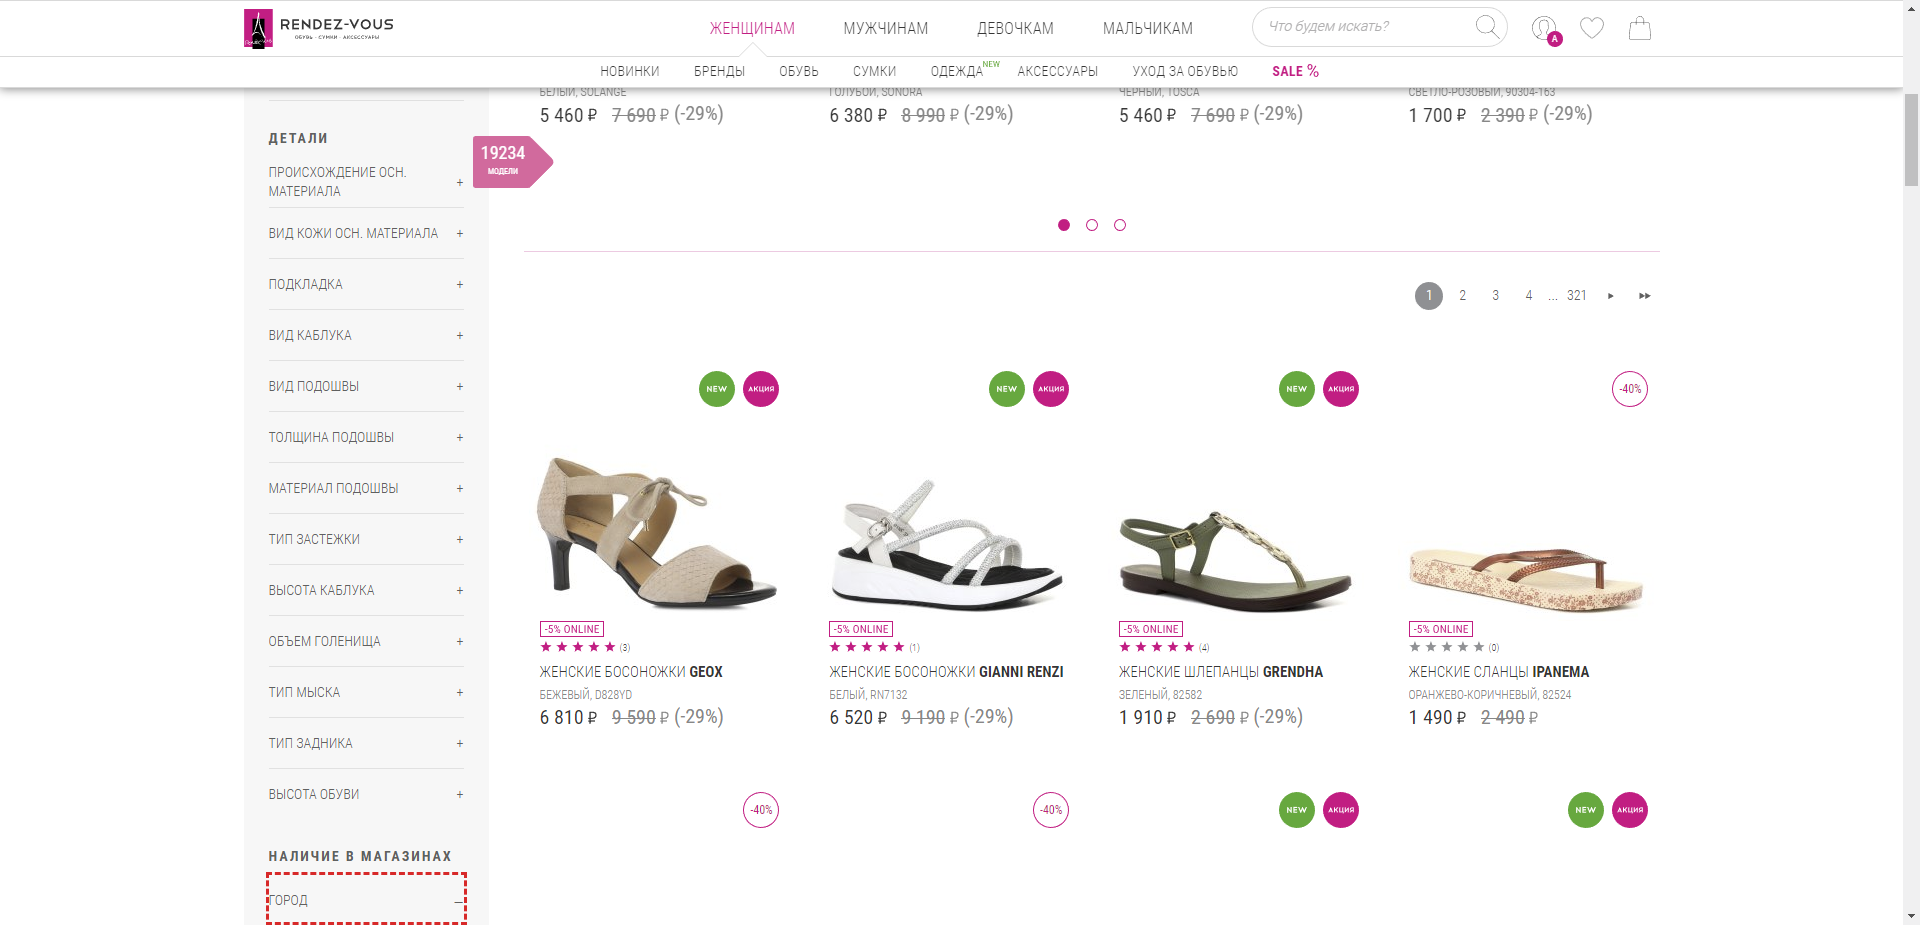 RENDEZ-VOUS
ОБУВЬ · СУМКИ · АКСЕССУАРЫ
ЖЕНЩИНАМ
МУЖЧИНАМ
ДЕВОЧКАМ
МАЛЬЧИКАМ
Что будем искать?
A
НОВИНКИ
БРЕНДЫ
ОБУВЬ
СУМКИ
ОДЕЖДА NEW
АКСЕССУАРЫ
УХОД ЗА ОБУВЬЮ
SALE %
БЕЛЫЙ, SOLANGE
5 460 ₽ 7 690 ₽ (-29%)
ГОЛУБОЙ, SONORA
6 380 ₽ 8 990 ₽ (-29%)
ЧЕРНЫЙ, TOSCA
5 460 ₽ 7 690 ₽ (-29%)
СВЕТЛО-РОЗОВЫЙ, 90304-163
1 700 ₽ 2 390 ₽ (-29%)
ДЕТАЛИ
ПРОИСХОЖДЕНИЕ ОСН.
МАТЕРИАЛА +
ВИД КОЖИ ОСН. МАТЕРИАЛА +
ПОДКЛАДКА +
ВИД КАБЛУКА +
ВИД ПОДОШВЫ +
ТОЛЩИНА ПОДОШВЫ +
МАТЕРИАЛ ПОДОШВЫ +
ТИП ЗАСТЕЖКИ +
ВЫСОТА КАБЛУКА +
ОБЪЕМ ГОЛЕНИЩА +
ТИП МЫСКА +
ТИП ЗАДНИКА +
ВЫСОТА ОБУВИ +
НАЛИЧИЕ В МАГАЗИНАХ
ГОРОД –
19234
МОДЕЛИ
1 2 3 4 ... 321
NEW АКЦИЯ
-5% ONLINE
(3)
ЖЕНСКИЕ БОСОНОЖКИ GEOX
БЕЖЕВЫЙ, D828YD
6 810 ₽ 9 590 ₽ (-29%)
NEW АКЦИЯ
-5% ONLINE
(1)
ЖЕНСКИЕ БОСОНОЖКИ GIANNI RENZI
БЕЛЫЙ, RN7132
6 520 ₽ 9 190 ₽ (-29%)
NEW АКЦИЯ
-5% ONLINE
(4)
ЖЕНСКИЕ ШЛЕПАНЦЫ GRENDHA
ЗЕЛЕНЫЙ, 82582
1 910 ₽ 2 690 ₽ (-29%)
-40%
-5% ONLINE
(0)
ЖЕНСКИЕ СЛАНЦЫ IPANEMA
ОРАНЖЕВО-КОРИЧНЕВЫЙ, 82524
1 490 ₽ 2 490 ₽
-40%
-40%
NEW АКЦИЯ
NEW АКЦИЯ